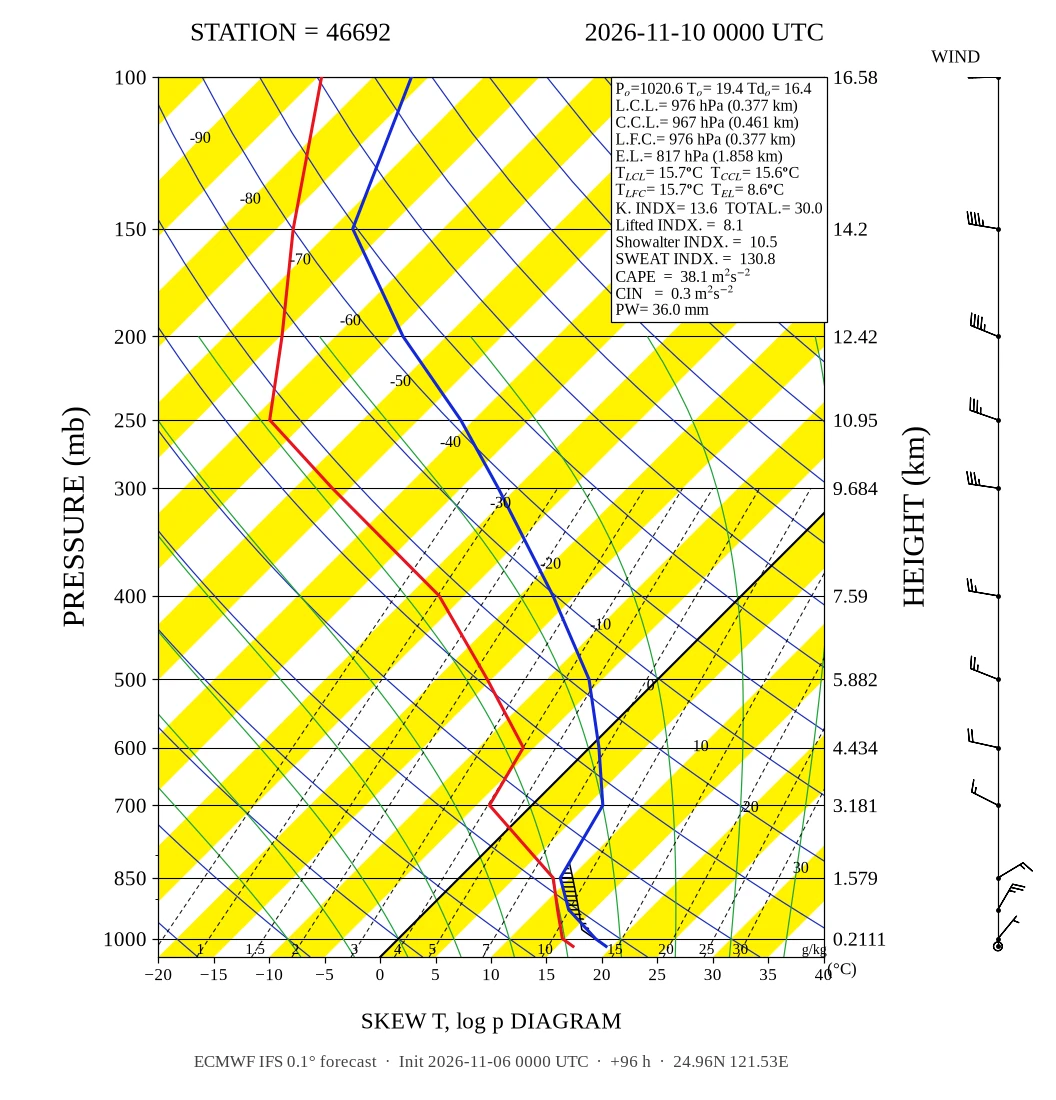 STATION = 46692
2026-11-10 0000 UTC
WIND
100
16.58
Pₒ=1020.6 Tₒ= 19.4 Tdₒ= 16.4
L.C.L.= 976 hPa (0.377 km)
C.C.L.= 967 hPa (0.461 km)
L.F.C.= 976 hPa (0.377 km)
E.L.= 817 hPa (1.858 km)
T_LCL= 15.7°C T_CCL= 15.6°C
T_LFC= 15.7°C T_EL= 8.6°C
K. INDX= 13.6 TOTAL.= 30.0
Lifted INDX. = 8.1
Showalter INDX. = 10.5
SWEAT INDX. = 130.8
CAPE = 38.1 m²s⁻²
CIN = 0.3 m²s⁻²
PW= 36.0 mm
-90
-80
150
14.2
-70
-60
200
12.42
-50
250
10.95
-40
300
9.684
-30
PRESSURE (mb)
HEIGHT (km)
-20
400
7.59
-10
500
5.882
0
600
4.434
10
700
3.181
20
850
1.579
30
1000
0.2111
1 1.5 2 3 4 5 7 10 15 20 25 30 g/kg
−20 −15 −10 −5 0 5 10 15 20 25 30 35 40 (°C)
SKEW T, log p DIAGRAM
ECMWF IFS 0.1° forecast · Init 2026-11-06 0000 UTC · +96 h · 24.96N 121.53E